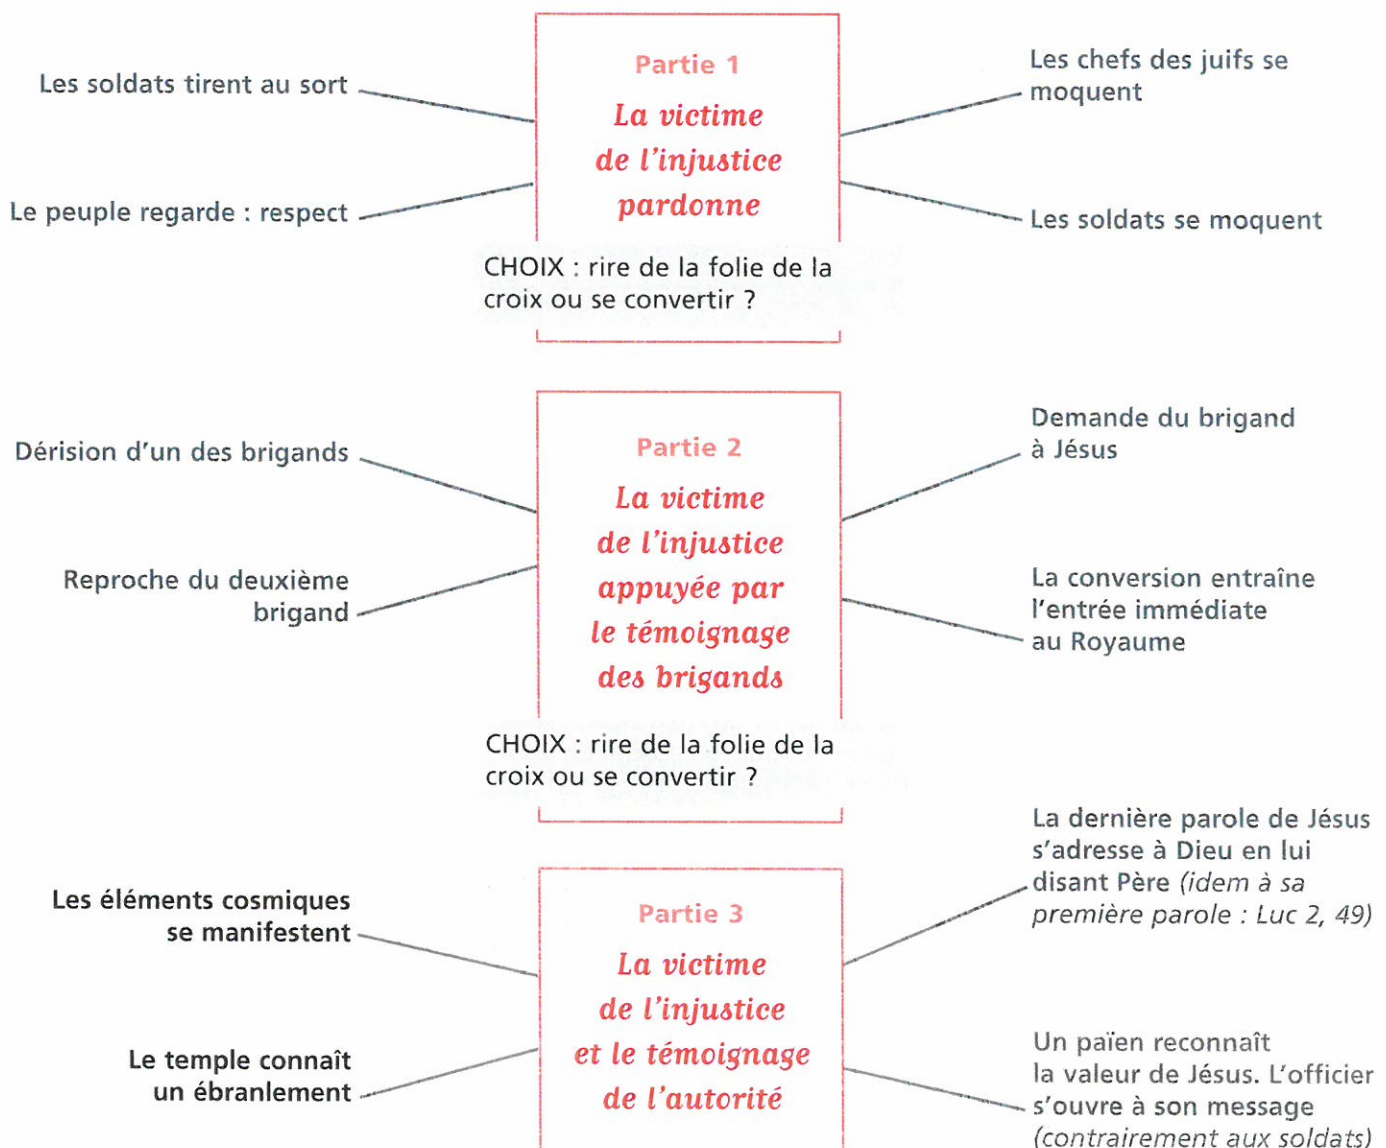 Partie 1
La victime
de l'injustice
pardonne
Les soldats tirent au sort
Le peuple regarde : respect
Les chefs des juifs se
moquent
Les soldats se moquent
CHOIX : rire de la folie de la
croix ou se convertir ?
Partie 2
La victime
de l'injustice
appuyée par
le témoignage
des brigands
Dérision d'un des brigands
Reproche du deuxième
brigand
Demande du brigand
à Jésus
La conversion entraîne
l'entrée immédiate
au Royaume
CHOIX : rire de la folie de la
croix ou se convertir ?
Partie 3
La victime
de l'injustice
et le témoignage
de l'autorité
Les éléments cosmiques
se manifestent
Le temple connaît
un ébranlement
La dernière parole de Jésus
s'adresse à Dieu en lui
disant Père (idem à sa
première parole : Luc 2, 49)
Un païen reconnaît
la valeur de Jésus. L'officier
s'ouvre à son message
(contrairement aux soldats)